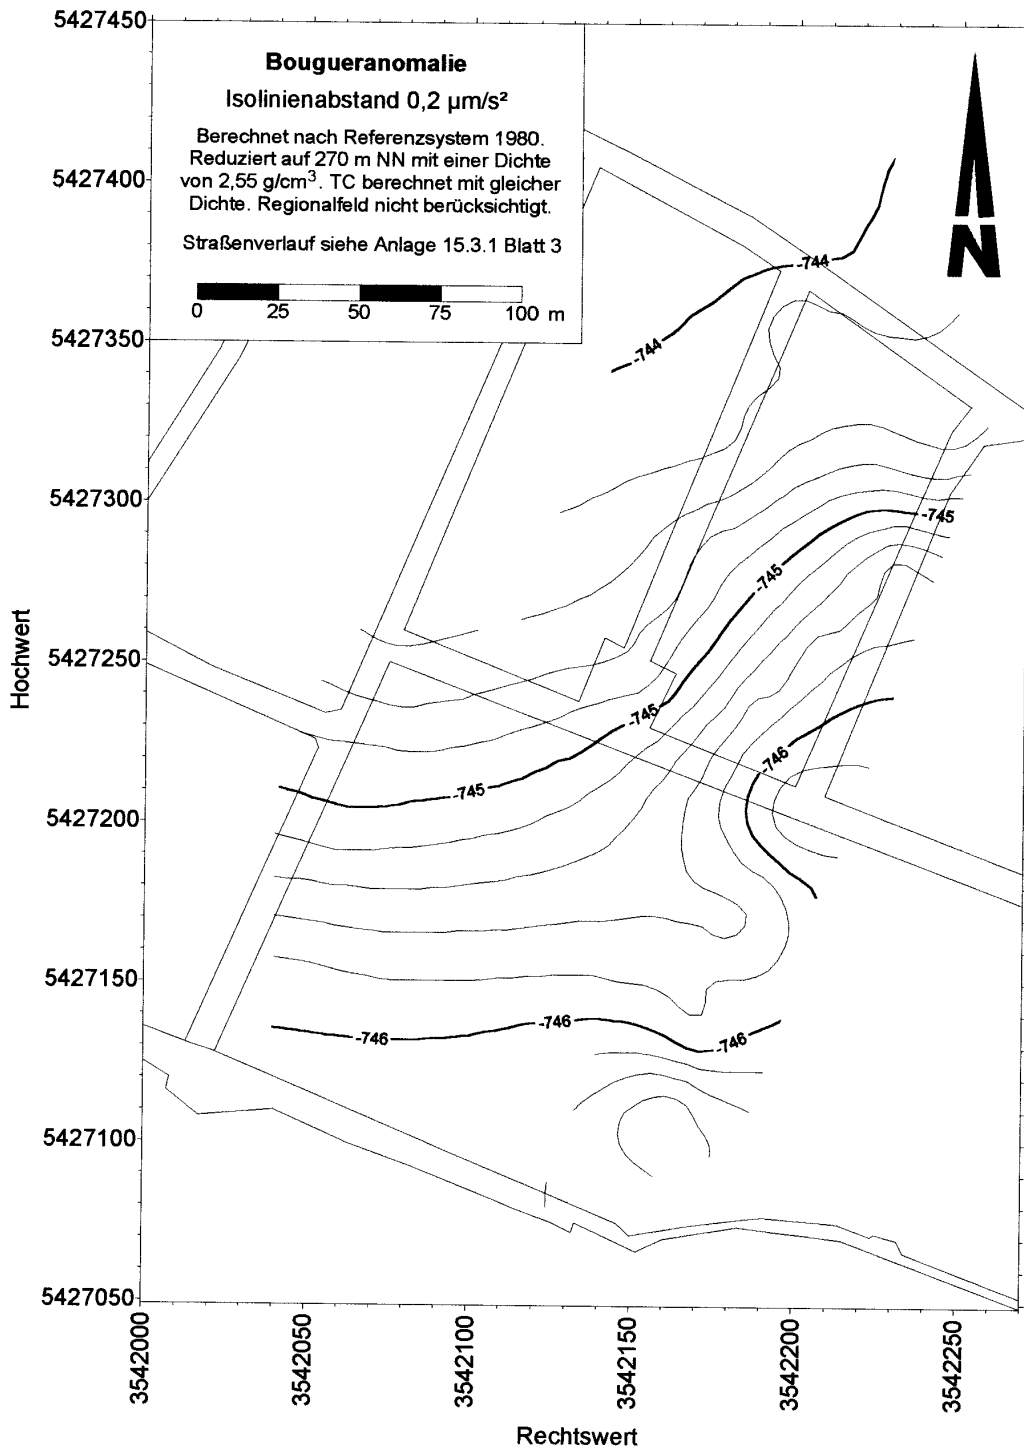 5427450
Bougueranomalie
Isolinienabstand 0,2 µm/s²
Berechnet nach Referenzsystem 1980.
Reduziert auf 270 m NN mit einer Dichte
von 2,55 g/cm³. TC berechnet mit gleicher
Dichte. Regionalfeld nicht berücksichtigt.
Straßenverlauf siehe Anlage 15.3.1 Blatt 3
0 25 50 75 100 m
N
5427400
5427350
5427300
5427250
5427200
5427150
5427100
5427050
Hochwert
-744
-744
-745
-745
-745
-745
-746
-746
-746
-746
3542000
3542050
3542100
3542150
3542200
3542250
Rechtswert